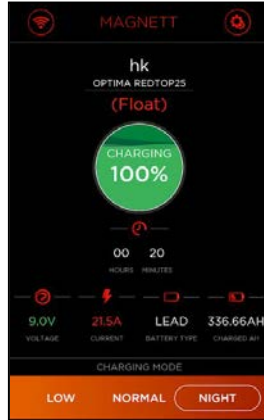 MAGNETT
hk
OPTIMA REDTOP25
(Float)
CHARGING
100%
00 20
HOURS MINUTES
9.0V 21.5A LEAD 336.66AH
VOLTAGE CURRENT BATTERY TYPE CHARGED AH
CHARGING MODE
LOW NORMAL NIGHT